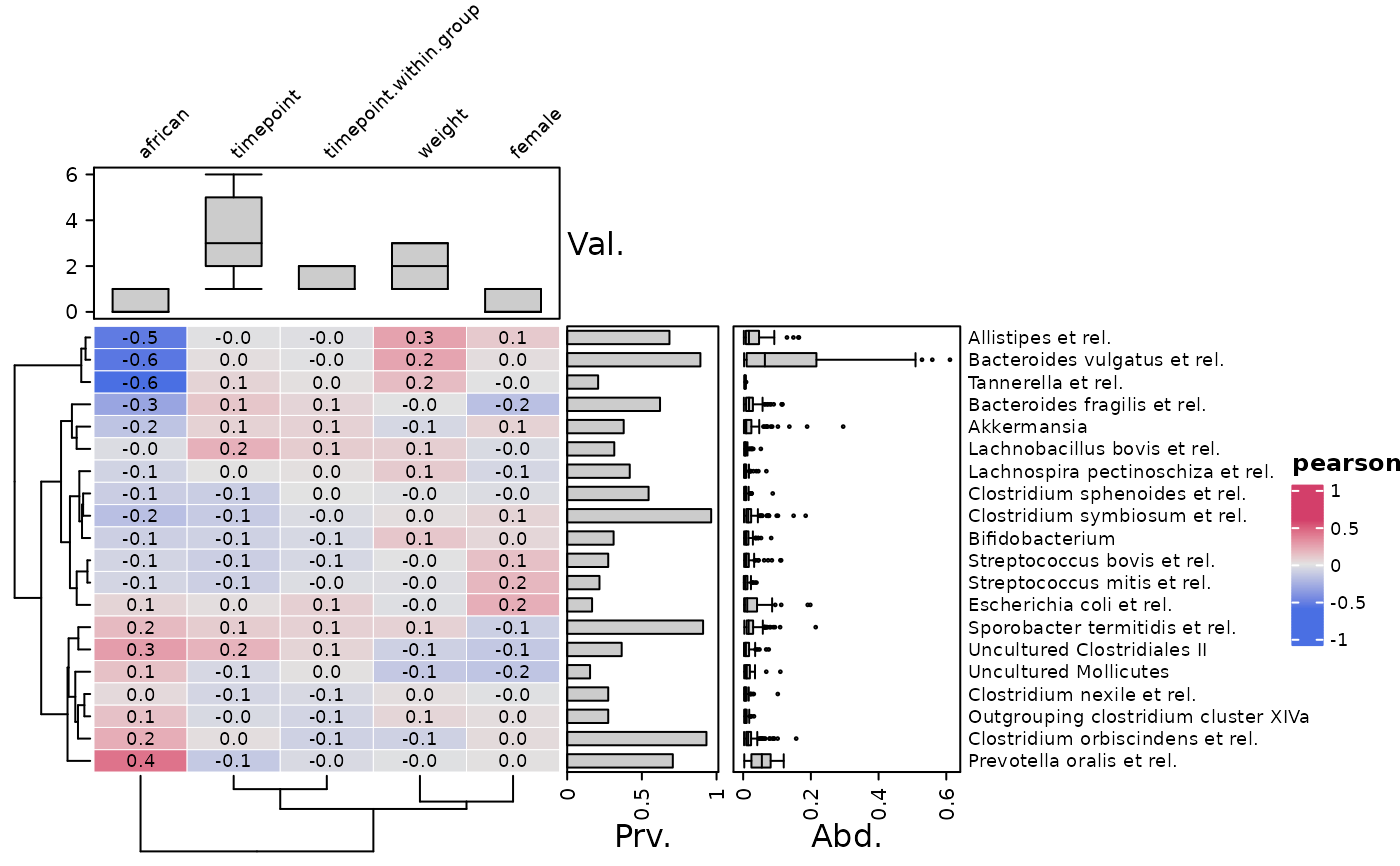 african timepoint timepoint.within.group weight female
6
4
2
0
Val.
-0.5 -0.0 -0.0 0.3 0.1 Allistipes et rel.
-0.6 0.0 -0.0 0.2 0.0 Bacteroides vulgatus et rel.
-0.6 0.1 0.0 0.2 -0.0 Tannerella et rel.
-0.3 0.1 0.1 -0.0 -0.2 Bacteroides fragilis et rel.
-0.2 0.1 0.1 -0.1 0.1 Akkermansia
-0.0 0.2 0.1 0.1 -0.0 Lachnobacillus bovis et rel.
-0.1 0.0 0.0 0.1 -0.1 Lachnospira pectinoschiza et rel.
-0.1 -0.1 0.0 -0.0 -0.0 Clostridium sphenoides et rel.
-0.2 -0.1 -0.0 0.0 0.1 Clostridium symbiosum et rel.
-0.1 -0.1 -0.1 0.1 0.0 Bifidobacterium
-0.1 -0.1 -0.1 -0.0 0.1 Streptococcus bovis et rel.
-0.1 -0.1 -0.0 -0.0 0.2 Streptococcus mitis et rel.
0.1 0.0 0.1 -0.0 0.2 Escherichia coli et rel.
0.2 0.1 0.1 0.1 -0.1 Sporobacter termitidis et rel.
0.3 0.2 0.1 -0.1 -0.1 Uncultured Clostridiales II
0.1 -0.1 0.0 -0.1 -0.2 Uncultured Mollicutes
0.0 -0.1 -0.1 0.0 0.0 Clostridium nexile et rel.
0.1 -0.0 -0.1 0.1 0.0 Outgrouping clostridium cluster XIVa
0.2 0.0 -0.1 -0.1 0.0 Clostridium orbiscindens et rel.
0.4 -0.1 -0.0 -0.0 0.0 Prevotella oralis et rel.
0 0.5 1
Prv.
0 0.2 0.4 0.6
Abd.
pearson
1
0.5
0
-0.5
-1